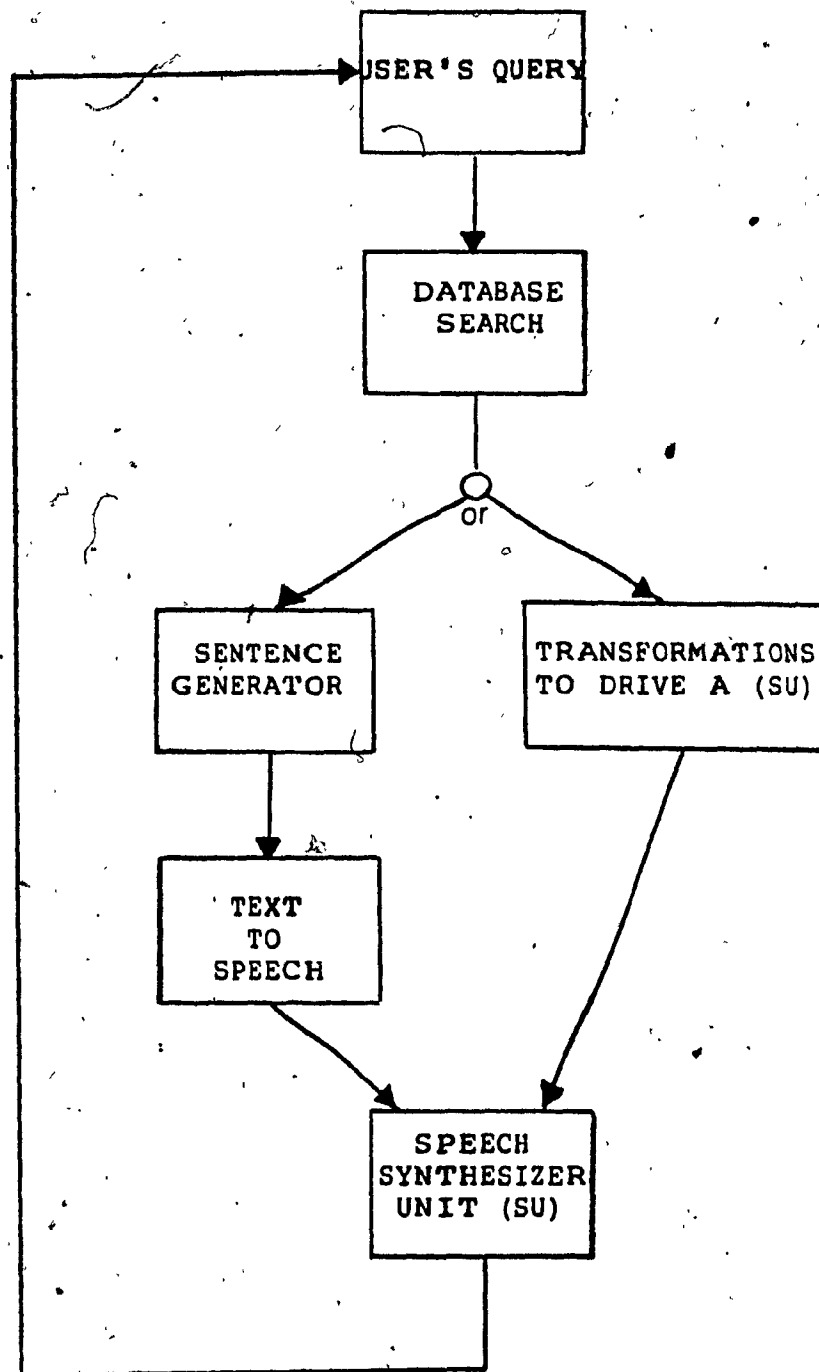 USER'S QUERY
DATABASE
SEARCH
or
SENTENCE
GENERATOR
TRANSFORMATIONS
TO DRIVE A (SU)
TEXT
TO
SPEECH
SPEECH
SYNTHESIZER
UNIT (SU)